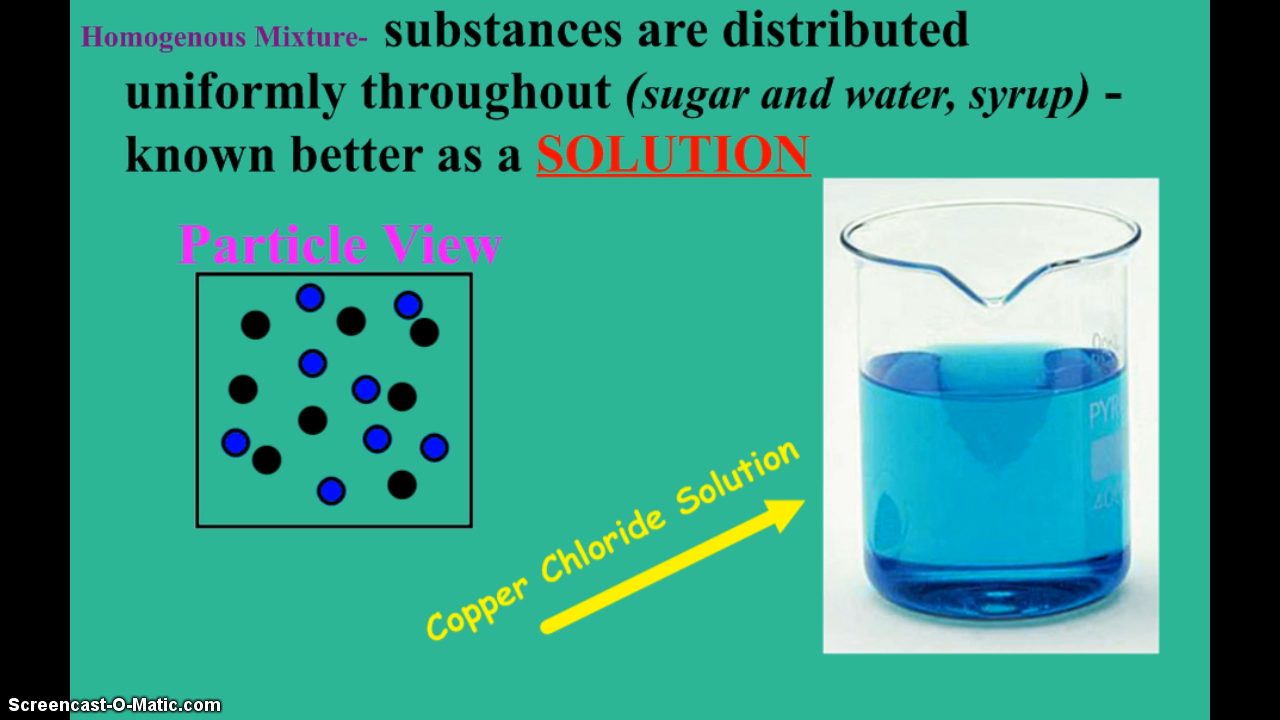 Homogenous Mixture- substances are distributed
uniformly throughout (sugar and water, syrup) -
known better as a SOLUTION
Particle View
Copper Chloride Solution
Screencast-O-Matic.com